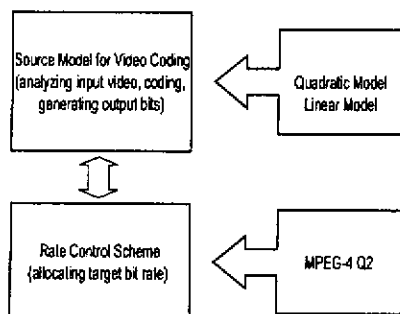 Source Model for Video Coding
(analyzing input video, coding,
generating output bits)
Quadratic Model
Linear Model
Rate Control Scheme
(allocating target bit rate)
MPEG-4 Q2